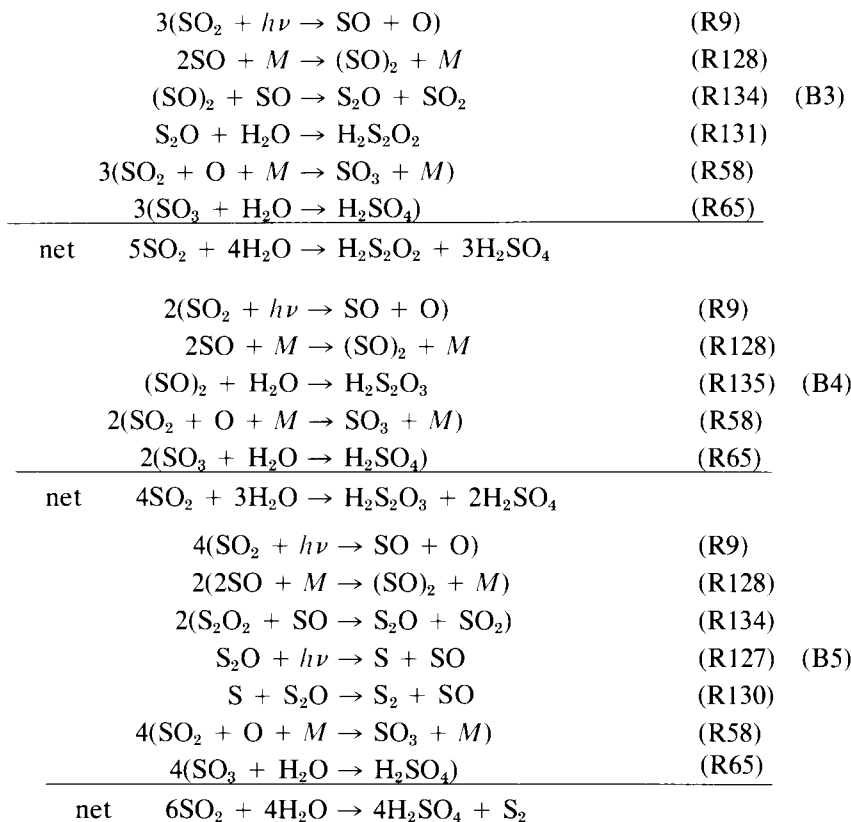 3(SO₂ + hν → SO + O) (R9)
2SO + M → (SO)₂ + M (R128)
(SO)₂ + SO → S₂O + SO₂ (R134) (B3)
S₂O + H₂O → H₂S₂O₂ (R131)
3(SO₂ + O + M → SO₃ + M) (R58)
3(SO₃ + H₂O → H₂SO₄) (R65)
net 5SO₂ + 4H₂O → H₂S₂O₂ + 3H₂SO₄
2(SO₂ + hν → SO + O) (R9)
2SO + M → (SO)₂ + M (R128)
(SO)₂ + H₂O → H₂S₂O₃ (R135) (B4)
2(SO₂ + O + M → SO₃ + M) (R58)
2(SO₃ + H₂O → H₂SO₄) (R65)
net 4SO₂ + 3H₂O → H₂S₂O₃ + 2H₂SO₄
4(SO₂ + hν → SO + O) (R9)
2(2SO + M → (SO)₂ + M) (R128)
2(S₂O₂ + SO → S₂O + SO₂) (R134)
S₂O + hν → S + SO (R127) (B5)
S + S₂O → S₂ + SO (R130)
4(SO₂ + O + M → SO₃ + M) (R58)
4(SO₃ + H₂O → H₂SO₄) (R65)
net 6SO₂ + 4H₂O → 4H₂SO₄ + S₂